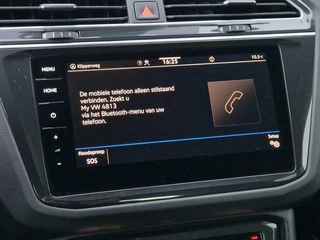 MENU
Klipperweg
16:25
10.5°C
HOME
De mobiele telefoon alleen stilstaand
verbinden. Zoekt u
My VW 4813
via het Bluetooth-menu van uw
telefoon.
Noodoproep
Setup
SOS